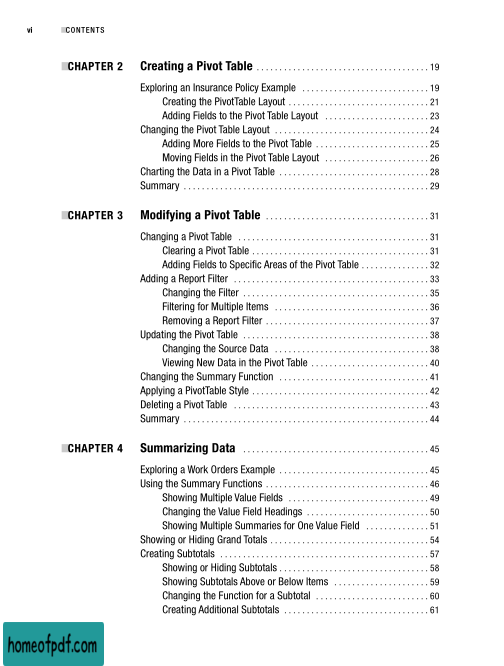 vi ■CONTENTS
■CHAPTER 2 Creating a Pivot Table . . . . . . . . . . . . . . . . . . . . . . . . . . . . . . . . . . . . . . 19
Exploring an Insurance Policy Example . . . . . . . . . . . . . . . . . . . . . . . . . . . . 19
Creating the PivotTable Layout . . . . . . . . . . . . . . . . . . . . . . . . . . . . . . . 21
Adding Fields to the Pivot Table Layout . . . . . . . . . . . . . . . . . . . . . . . 23
Changing the Pivot Table Layout . . . . . . . . . . . . . . . . . . . . . . . . . . . . . . . . . . 24
Adding More Fields to the Pivot Table . . . . . . . . . . . . . . . . . . . . . . . . . 25
Moving Fields in the Pivot Table Layout . . . . . . . . . . . . . . . . . . . . . . . 26
Charting the Data in a Pivot Table . . . . . . . . . . . . . . . . . . . . . . . . . . . . . . . . . 28
Summary . . . . . . . . . . . . . . . . . . . . . . . . . . . . . . . . . . . . . . . . . . . . . . . . . . . . . . 29
■CHAPTER 3 Modifying a Pivot Table . . . . . . . . . . . . . . . . . . . . . . . . . . . . . . . . . . . . 31
Changing a Pivot Table . . . . . . . . . . . . . . . . . . . . . . . . . . . . . . . . . . . . . . . . . . 31
Clearing a Pivot Table . . . . . . . . . . . . . . . . . . . . . . . . . . . . . . . . . . . . . . . 31
Adding Fields to Specific Areas of the Pivot Table . . . . . . . . . . . . . . . 32
Adding a Report Filter . . . . . . . . . . . . . . . . . . . . . . . . . . . . . . . . . . . . . . . . . . . 33
Changing the Filter . . . . . . . . . . . . . . . . . . . . . . . . . . . . . . . . . . . . . . . . . 35
Filtering for Multiple Items . . . . . . . . . . . . . . . . . . . . . . . . . . . . . . . . . . 36
Removing a Report Filter . . . . . . . . . . . . . . . . . . . . . . . . . . . . . . . . . . . . 37
Updating the Pivot Table . . . . . . . . . . . . . . . . . . . . . . . . . . . . . . . . . . . . . . . . . 38
Changing the Source Data . . . . . . . . . . . . . . . . . . . . . . . . . . . . . . . . . . 38
Viewing New Data in the Pivot Table . . . . . . . . . . . . . . . . . . . . . . . . . . 40
Changing the Summary Function . . . . . . . . . . . . . . . . . . . . . . . . . . . . . . . . . 41
Applying a PivotTable Style . . . . . . . . . . . . . . . . . . . . . . . . . . . . . . . . . . . . . . . 42
Deleting a Pivot Table . . . . . . . . . . . . . . . . . . . . . . . . . . . . . . . . . . . . . . . . . . . 43
Summary . . . . . . . . . . . . . . . . . . . . . . . . . . . . . . . . . . . . . . . . . . . . . . . . . . . . . . 44
■CHAPTER 4 Summarizing Data . . . . . . . . . . . . . . . . . . . . . . . . . . . . . . . . . . . . . . . . . 45
Exploring a Work Orders Example . . . . . . . . . . . . . . . . . . . . . . . . . . . . . . . . . 45
Using the Summary Functions . . . . . . . . . . . . . . . . . . . . . . . . . . . . . . . . . . . . 46
Showing Multiple Value Fields . . . . . . . . . . . . . . . . . . . . . . . . . . . . . . . 49
Changing the Value Field Headings . . . . . . . . . . . . . . . . . . . . . . . . . . . 50
Showing Multiple Summaries for One Value Field . . . . . . . . . . . . . . 51
Showing or Hiding Grand Totals . . . . . . . . . . . . . . . . . . . . . . . . . . . . . . . . . . . 54
Creating Subtotals . . . . . . . . . . . . . . . . . . . . . . . . . . . . . . . . . . . . . . . . . . . . . . 57
Showing or Hiding Subtotals . . . . . . . . . . . . . . . . . . . . . . . . . . . . . . . . . 58
Showing Subtotals Above or Below Items . . . . . . . . . . . . . . . . . . . . . 59
Changing the Function for a Subtotal . . . . . . . . . . . . . . . . . . . . . . . . . 60
Creating Additional Subtotals . . . . . . . . . . . . . . . . . . . . . . . . . . . . . . . . 61
homeofpdf.com